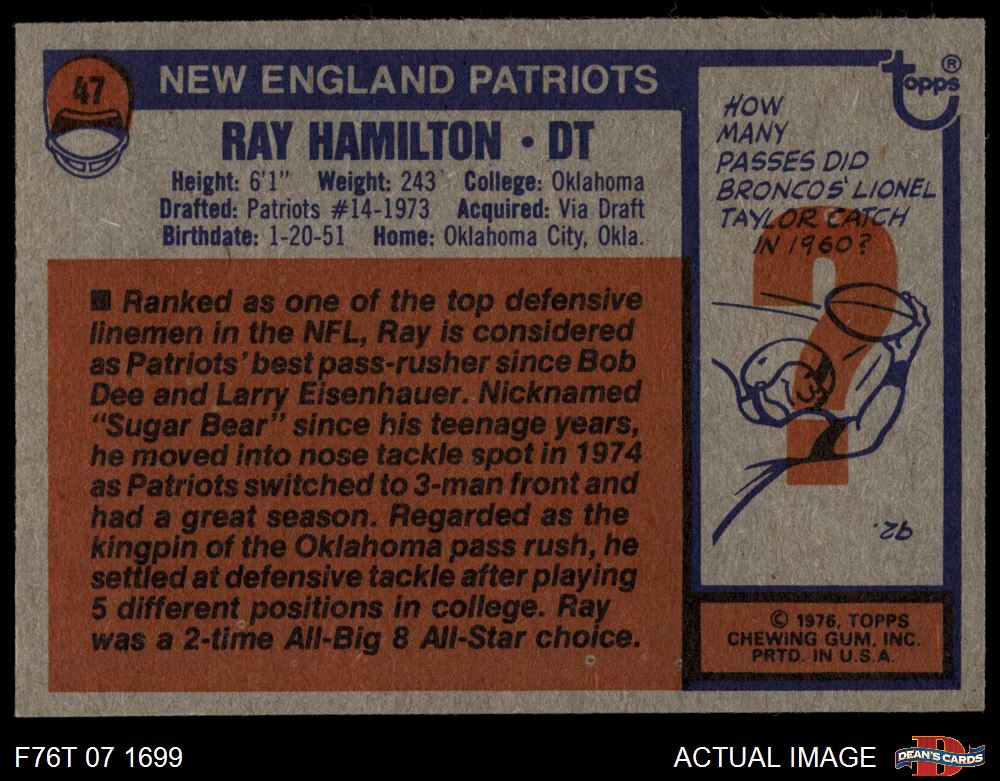 47
NEW ENGLAND PATRIOTS
RAY HAMILTON • DT
Height: 6'1" Weight: 243 College: Oklahoma
Drafted: Patriots #14-1973 Acquired: Via Draft
Birthdate: 1-20-51 Home: Oklahoma City, Okla.
■ Ranked as one of the top defensive
linemen in the NFL, Ray is considered
as Patriots' best pass-rusher since Bob
Dee and Larry Eisenhauer. Nicknamed
"Sugar Bear" since his teenage years,
he moved into nose tackle spot in 1974
as Patriots switched to 3-man front and
had a great season. Regarded as the
kingpin of the Oklahoma pass rush, he
settled at defensive tackle after playing
5 different positions in college. Ray
was a 2-time All-Big 8 All-Star choice.
topps®
HOW
MANY
PASSES DID
BRONCOS' LIONEL
TAYLOR CATCH
IN 1960?
?
92.
© 1976, TOPPS
CHEWING GUM, INC.
PRTD. IN U.S.A.
F76T 07 1699
ACTUAL IMAGE
D
DEAN'S CARDS